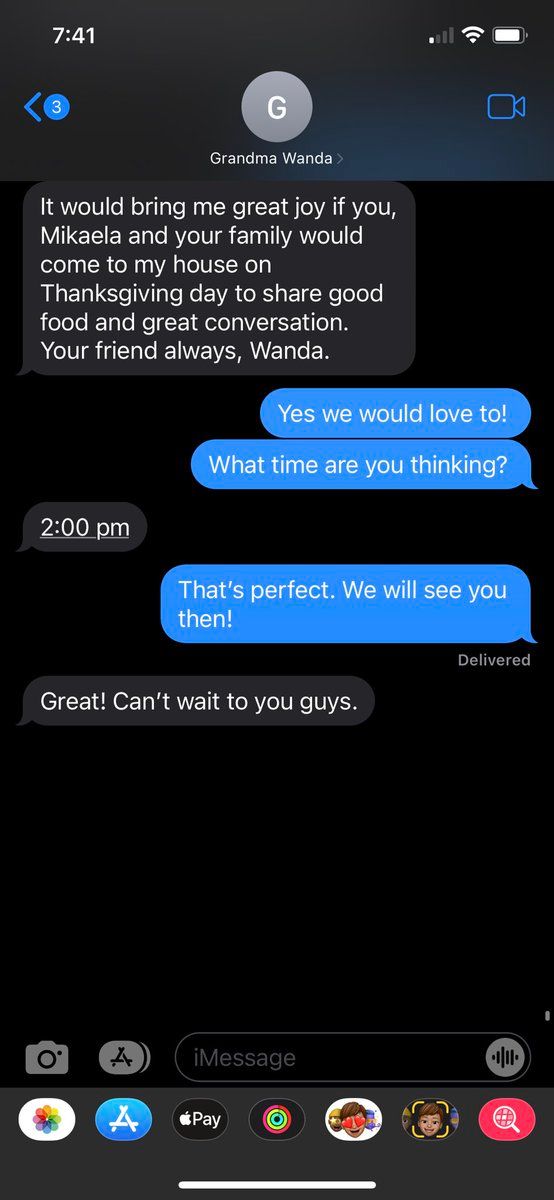 7:41
3
G
Grandma Wanda
It would bring me great joy if you,
Mikaela and your family would
come to my house on
Thanksgiving day to share good
food and great conversation.
Your friend always, Wanda.
Yes we would love to!
What time are you thinking?
2:00 pm
That’s perfect. We will see you
then!
Delivered
Great! Can’t wait to you guys.
iMessage
Pay